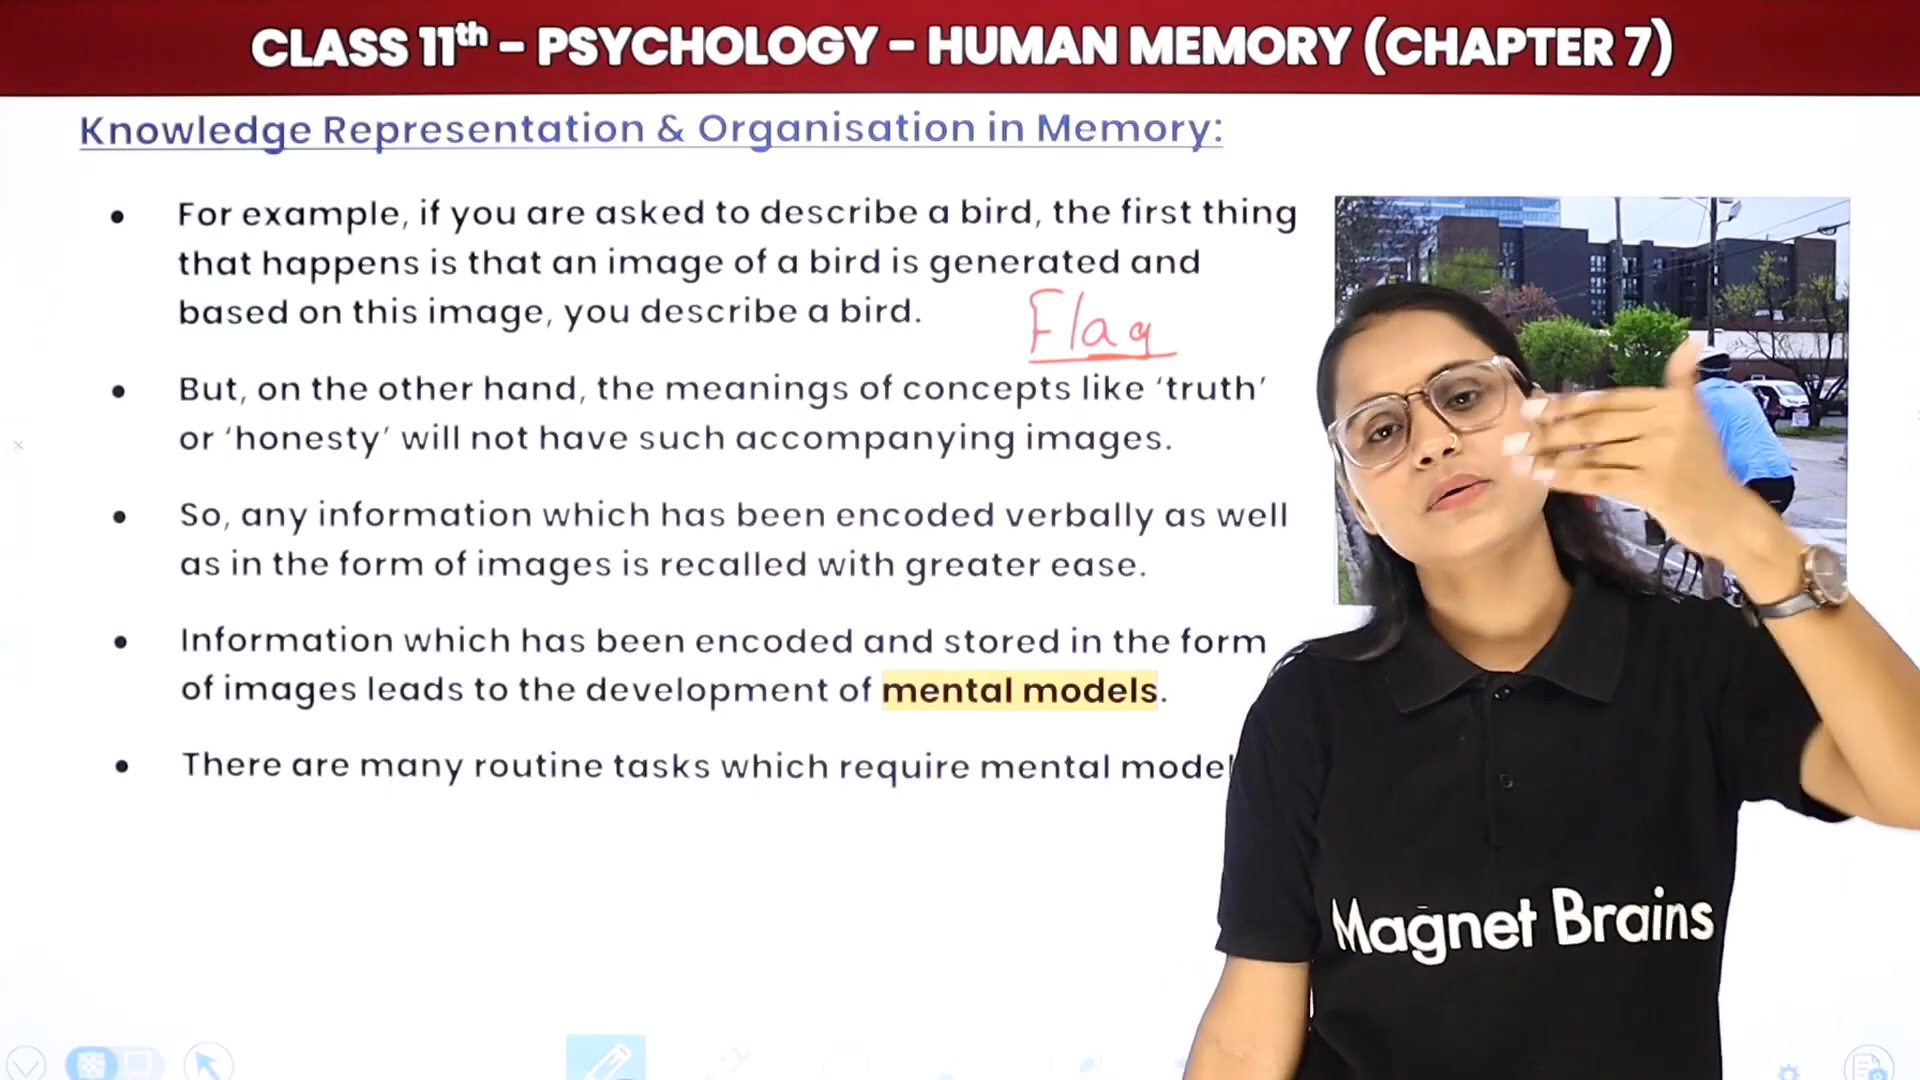 CLASS 11th – PSYCHOLOGY – HUMAN MEMORY (CHAPTER 7)
Knowledge Representation & Organisation in Memory:
• For example, if you are asked to describe a bird, the first thing
that happens is that an image of a bird is generated and
based on this image, you describe a bird.
Flag
• But, on the other hand, the meanings of concepts like ‘truth’
or ‘honesty’ will not have such accompanying images.
• So, any information which has been encoded verbally as well
as in the form of images is recalled with greater ease.
• Information which has been encoded and stored in the form
of images leads to the development of mental models.
• There are many routine tasks which require mental model
Magnet Brains